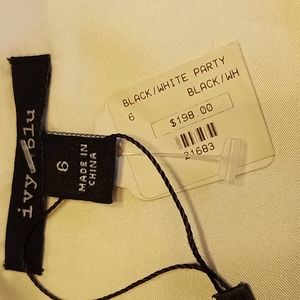 ivy/blu
6
MADE IN
CHINA
BLACK/WHITE PARTY
6 BLACK/WH
$198.00
21683